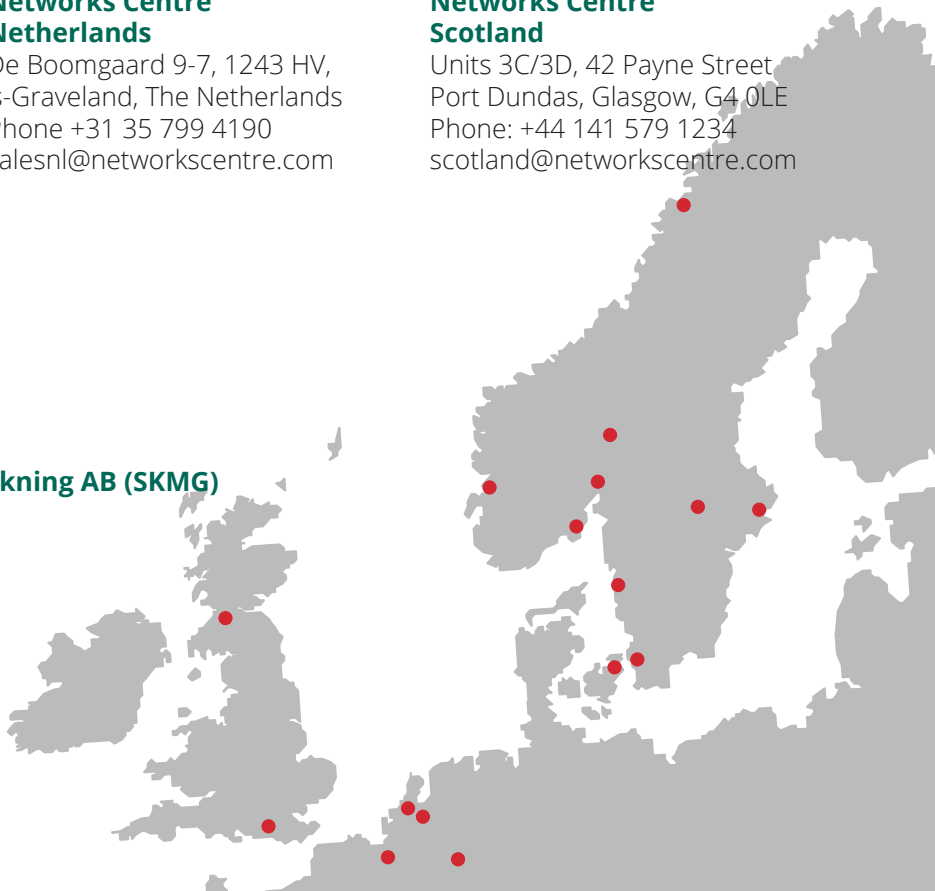 Networks Centre
Netherlands
De Boomgaard 9-7, 1243 HV,
s-Graveland, The Netherlands
Phone +31 35 799 4190
alesnl@networkscentre.com
Networks Centre
Scotland
Units 3C/3D, 42 Payne Street
Port Dundas, Glasgow, G4 0LE
Phone: +44 141 579 1234
scotland@networkscentre.com
kning AB (SKMG)